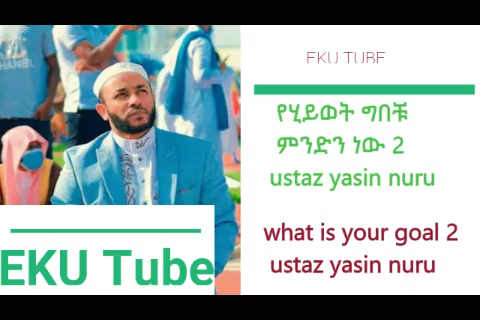 HANEL
EKU Tube
EKU TUBE
የሂይወት ግበቹ
ምንድን ነው 2
ustaz yasin nuru
what is your goal 2
ustaz yasin nuru